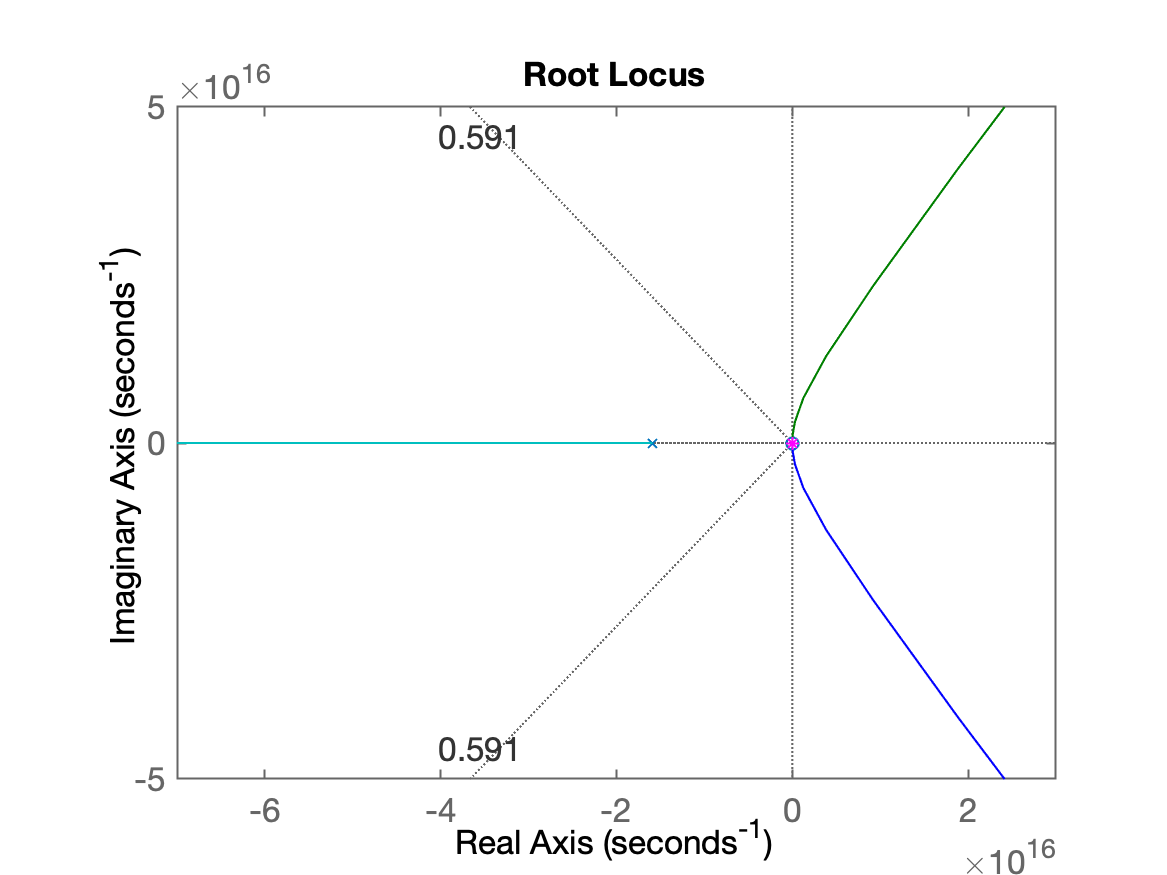 Root Locus
×10^16
5
0
-5
0.591
0.591
Imaginary Axis (seconds^-1)
-6 -4 -2 0 2
Real Axis (seconds^-1)
×10^16